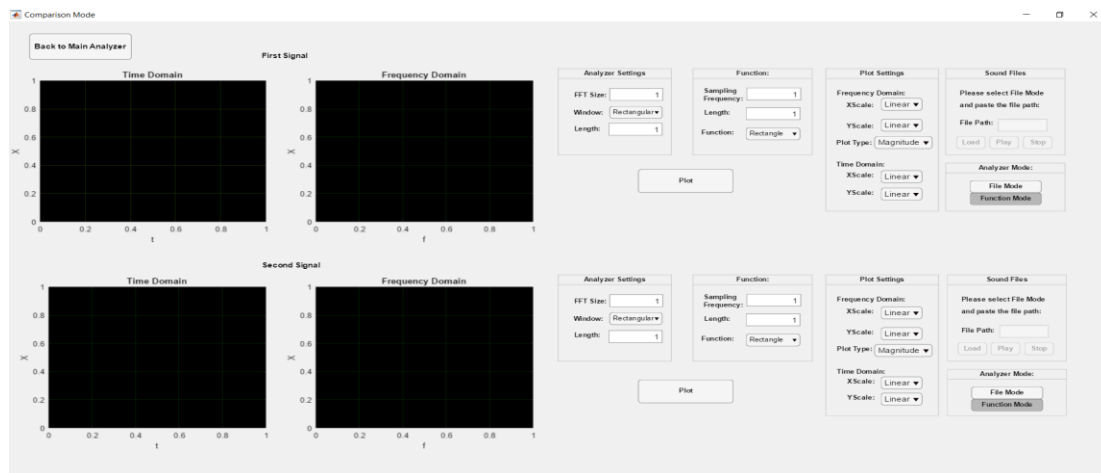 Comparison Mode
Back to Main Analyzer
First Signal
Time Domain
1
0.8
0.6
0.4
0.2
0
X
0 0.2 0.4 0.6 0.8 1
t
Frequency Domain
1
0.8
0.6
0.4
0.2
0
X
0 0.2 0.4 0.6 0.8 1
f
Analyzer Settings
FFT Size: 1
Window: Rectangular
Length: 1
Function:
Sampling
Frequency: 1
Length: 1
Function: Rectangle
Plot
Plot Settings
Frequency Domain:
XScale: Linear
YScale: Linear
Plot Type: Magnitude
Time Domain:
XScale: Linear
YScale: Linear
Sound Files
Please select File Mode
and paste the file path:
File Path:
Load Play Stop
Analyzer Mode:
File Mode
Function Mode
Second Signal
Time Domain
1
0.8
0.6
0.4
0.2
0
X
0 0.2 0.4 0.6 0.8 1
t
Frequency Domain
1
0.8
0.6
0.4
0.2
0
X
0 0.2 0.4 0.6 0.8 1
f
Analyzer Settings
FFT Size: 1
Window: Rectangular
Length: 1
Function:
Sampling
Frequency: 1
Length: 1
Function: Rectangle
Plot
Plot Settings
Frequency Domain:
XScale: Linear
YScale: Linear
Plot Type: Magnitude
Time Domain:
XScale: Linear
YScale: Linear
Sound Files
Please select File Mode
and paste the file path:
File Path:
Load Play Stop
Analyzer Mode:
File Mode
Function Mode